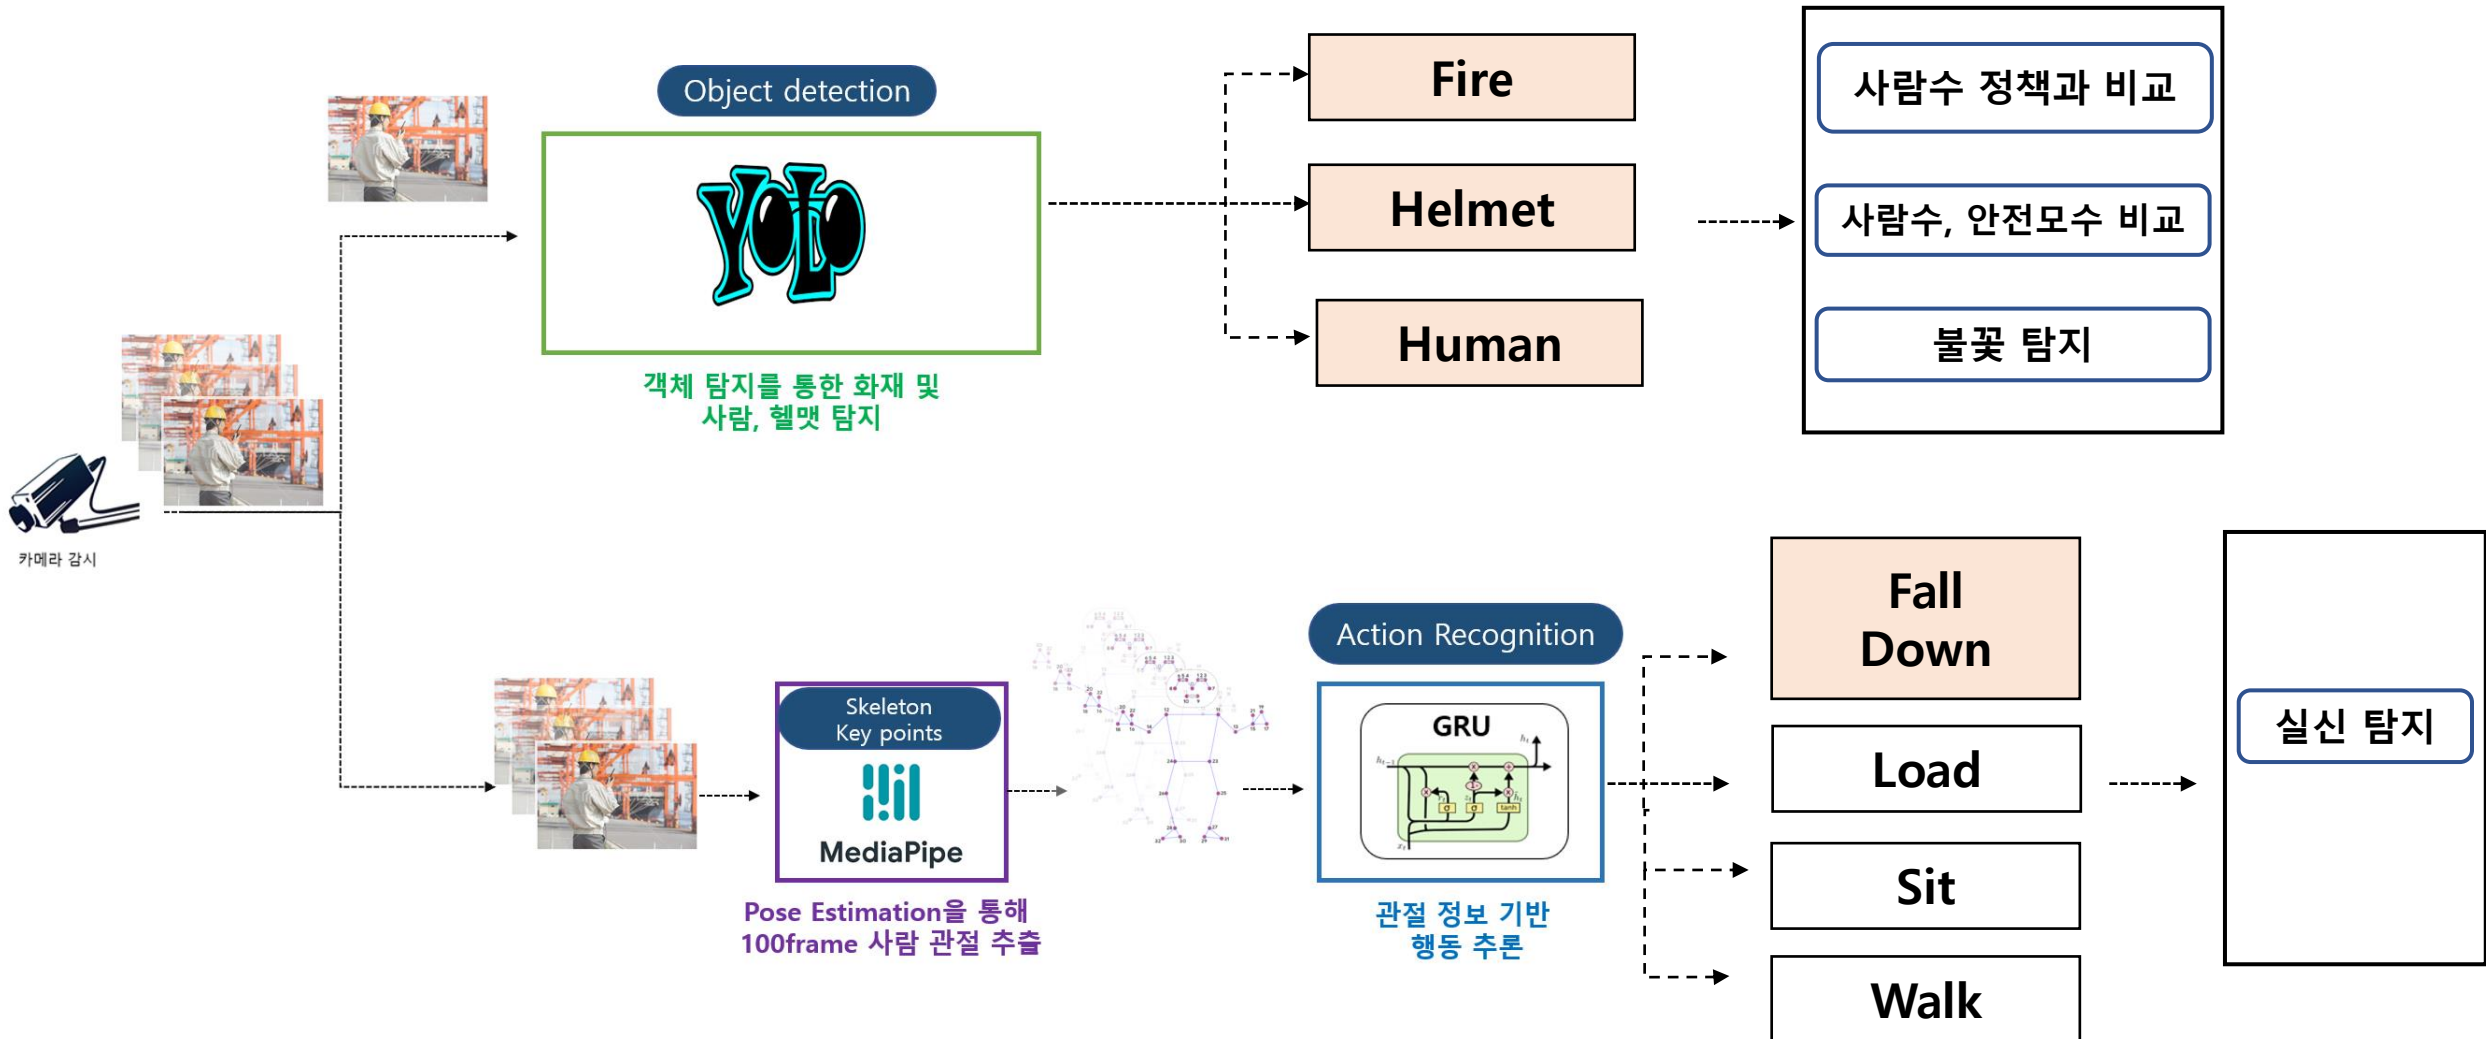 Object detection
YOLO
객체 탐지를 통한 화재 및
사람, 헬맷 탐지
Fire
Helmet
Human
사람수 정책과 비교
사람수, 안전모수 비교
불꽃 탐지
카메라 감시
Skeleton
Key points
MediaPipe
Pose Estimation을 통해
100frame 사람 관절 추출
Action Recognition
GRU
tanh
관절 정보 기반
행동 추론
Fall
Down
Load
Sit
Walk
실신 탐지